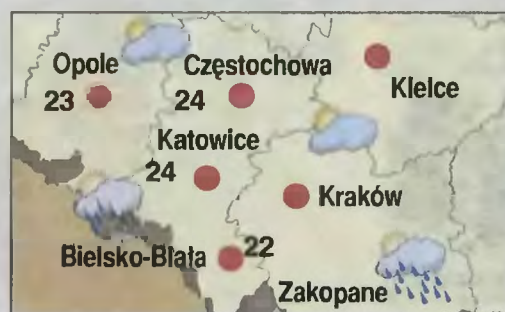 Opole
Częstochowa
23
24
Kielce
Katowice
24
Kraków
Bielsko-Biała
22
Zakopane